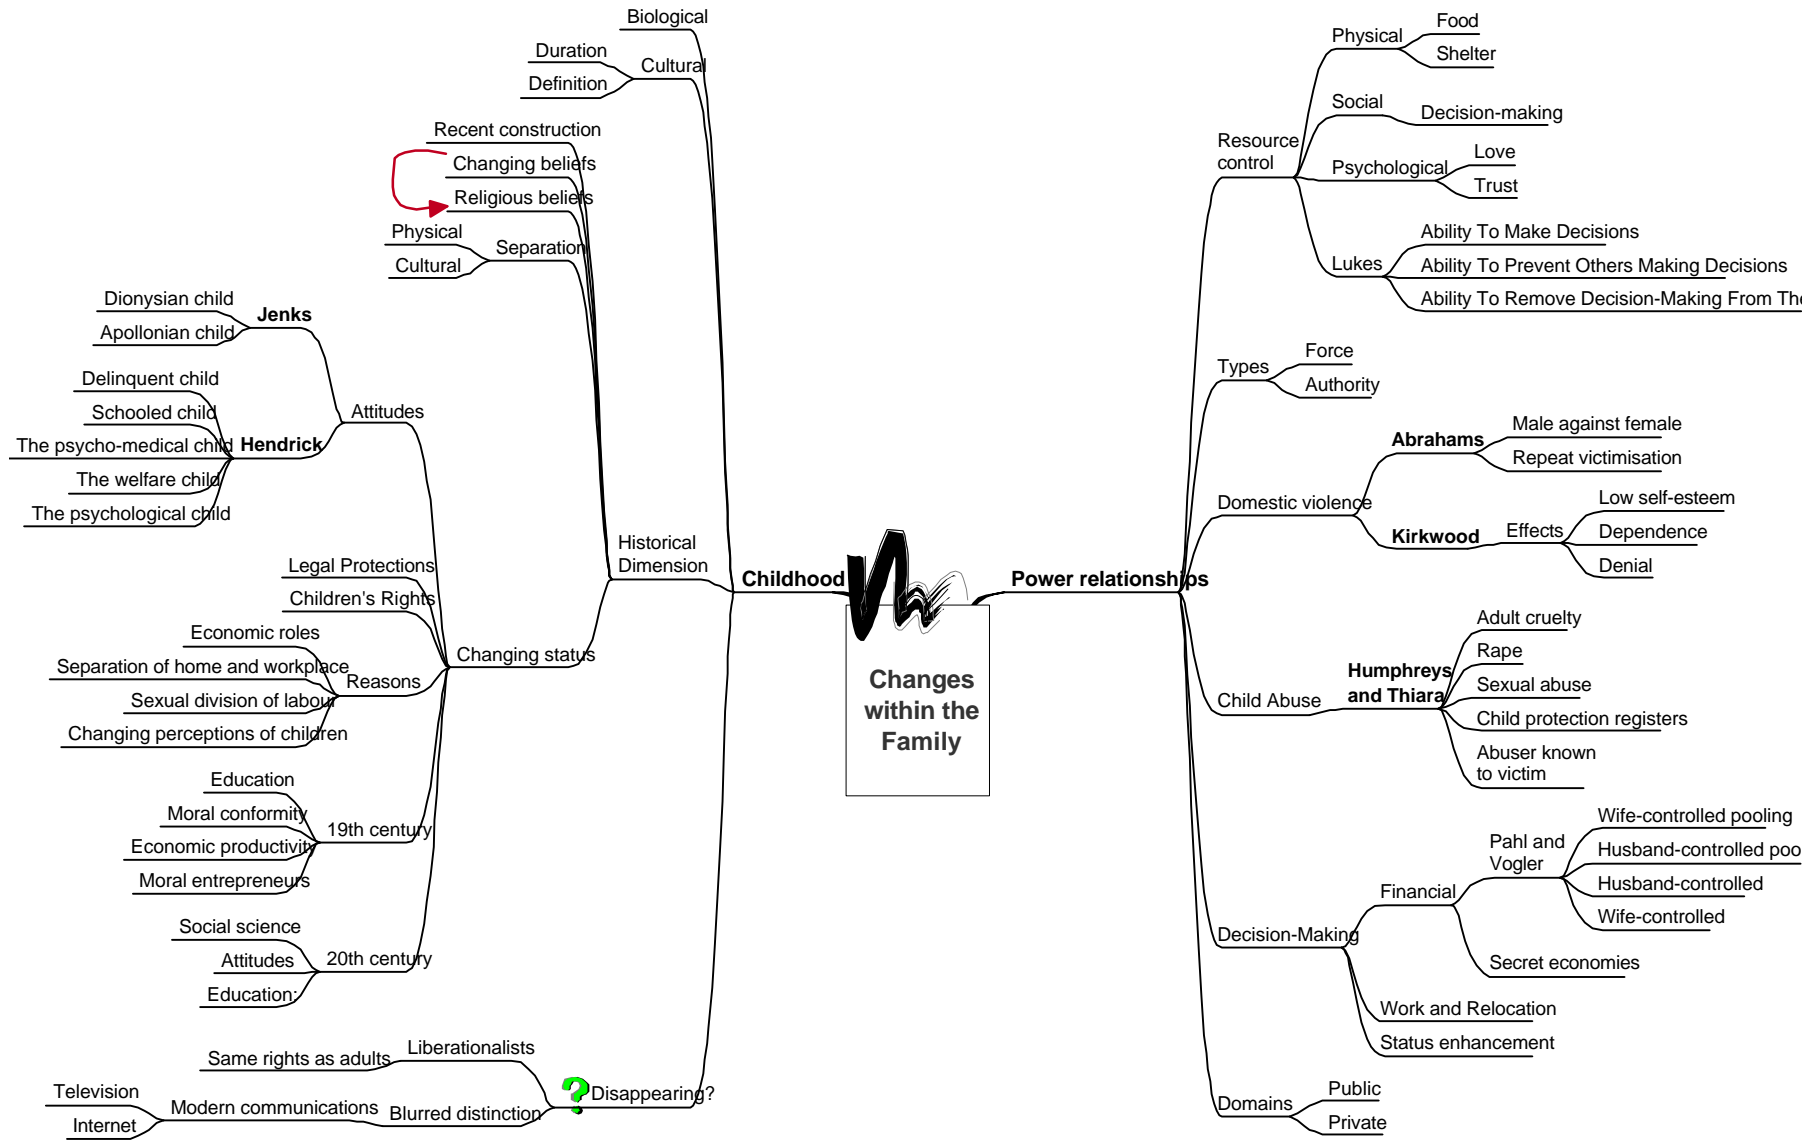 Biological
Duration
Cultural
Definition
Recent construction
Changing beliefs
Religious beliefs
Physical
Separation
Cultural
Dionysian child
Jenks
Apollonian child
Delinquent child
Schooled child
Attitudes
The psycho-medical child
Hendrick
The welfare child
The psychological child
Historical
Dimension
Legal Protections
Children's Rights
Economic roles
Separation of home and workplace
Changing status
Reasons
Sexual division of labour
Changing perceptions of children
Education
Moral conformity
19th century
Economic productivity
Moral entrepreneurs
Social science
Attitudes
20th century
Education:
Liberationalists
Same rights as adults
? Disappearing?
Television
Modern communications
Blurred distinction
Internet
Childhood
Changes
within the
Family
Power relationships
Resource
control
Physical
Food
Shelter
Social
Decision-making
Psychological
Love
Trust
Lukes
Ability To Make Decisions
Ability To Prevent Others Making Decisions
Ability To Remove Decision-Making From The
Types
Force
Authority
Domestic violence
Abrahams
Male against female
Repeat victimisation
Kirkwood
Effects
Low self-esteem
Dependence
Denial
Child Abuse
Humphreys
and Thiara
Adult cruelty
Rape
Sexual abuse
Child protection registers
Abuser known
to victim
Decision-Making
Financial
Pahl and
Vogler
Wife-controlled pooling
Husband-controlled poo
Husband-controlled
Wife-controlled
Secret economies
Work and Relocation
Status enhancement
Domains
Public
Private